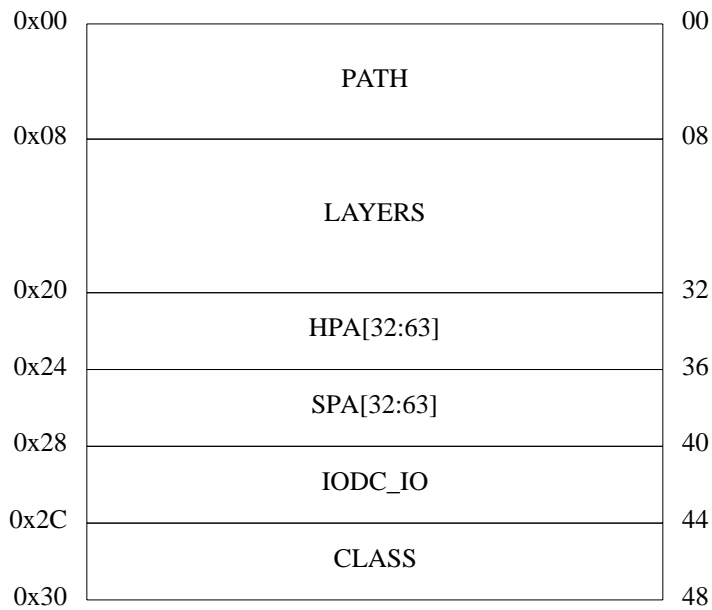 0x00 00
PATH
0x08 08
LAYERS
0x20 32
HPA[32:63]
0x24 36
SPA[32:63]
0x28 40
IODC_IO
0x2C 44
CLASS
0x30 48